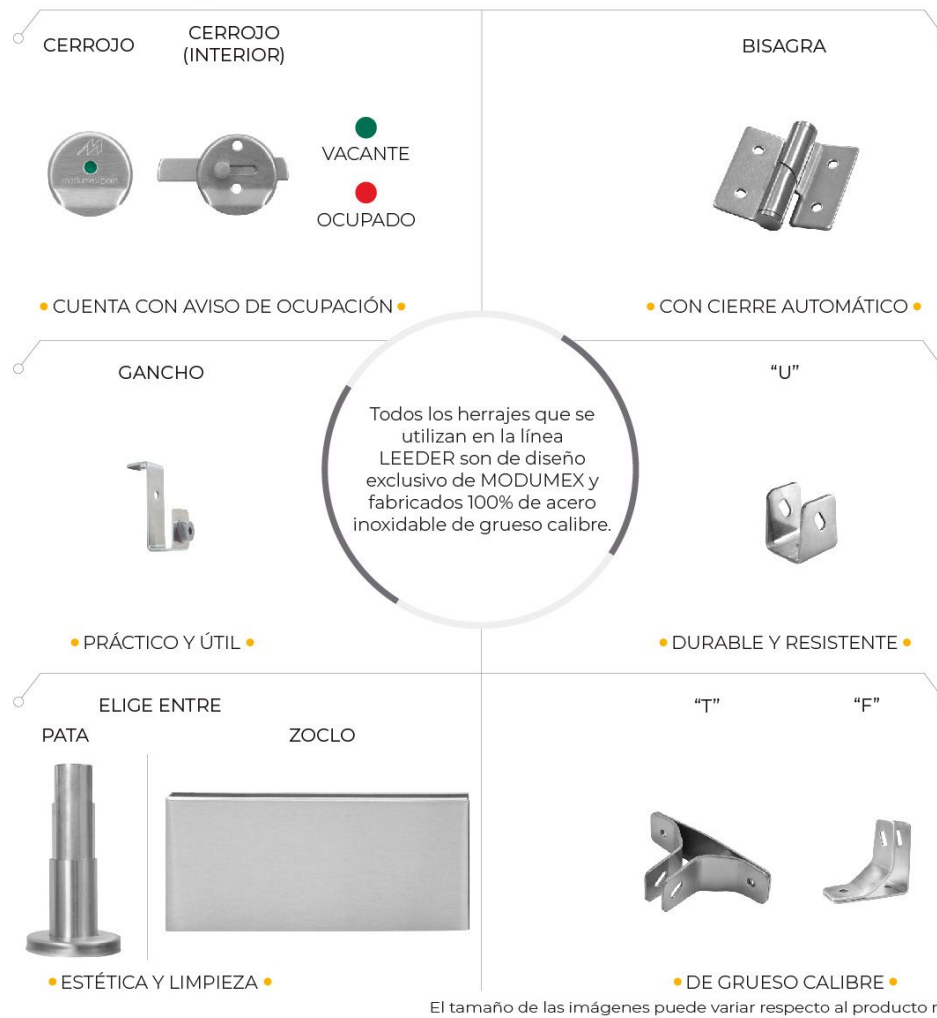 CERROJO
CERROJO
(INTERIOR)
modumex.com
VACANTE
OCUPADO
CUENTA CON AVISO DE OCUPACIÓN
BISAGRA
CON CIERRE AUTOMÁTICO
GANCHO
PRÁCTICO Y ÚTIL
Todos los herrajes que se
utilizan en la línea
LEEDER son de diseño
exclusivo de MODUMEX y
fabricados 100% de acero
inoxidable de grueso calibre.
"U"
DURABLE Y RESISTENTE
ELIGE ENTRE
PATA
ZOCLO
ESTÉTICA Y LIMPIEZA
"T"
"F"
DE GRUESO CALIBRE
El tamaño de las imágenes puede variar respecto al producto